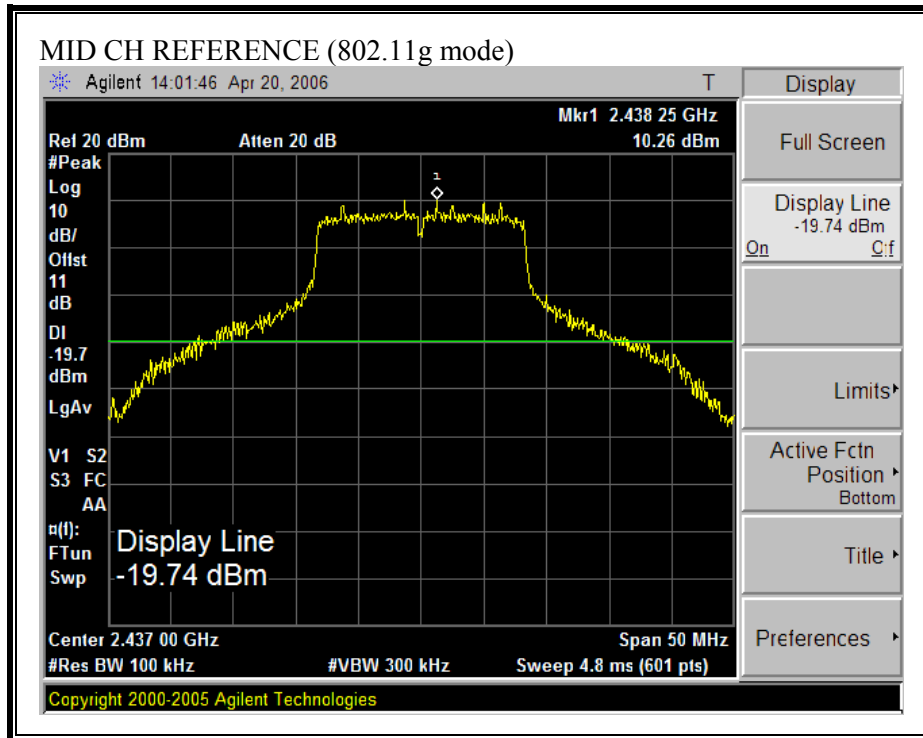 MID CH REFERENCE (802.11g mode)
Agilent 14:01:46 Apr 20, 2006 T
Display
Mkr1 2.438 25 GHz
Ref 20 dBm Atten 20 dB 10.26 dBm
#Peak
Log
10
dB/
Offst
11
dB
DI
-19.7
dBm
LgAv
1
V1 S2
S3 FC
AA
¤(f):
FTun
Swp
Display Line
-19.74 dBm
Center 2.437 00 GHz Span 50 MHz
#Res BW 100 kHz #VBW 300 kHz Sweep 4.8 ms (601 pts)
Copyright 2000-2005 Agilent Technologies
Full Screen
Display Line
-19.74 dBm
On Off
Limits
Active Fctn
Position
Bottom
Title
Preferences